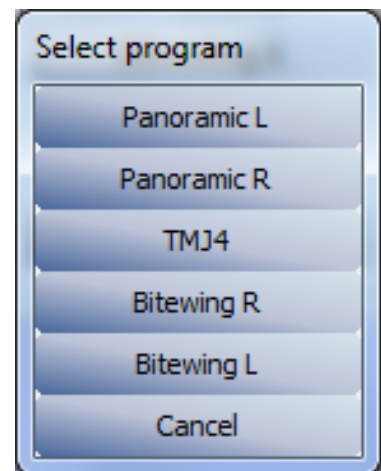 Select program
Panoramic L
Panoramic R
TMJ4
Bitewing R
Bitewing L
Cancel